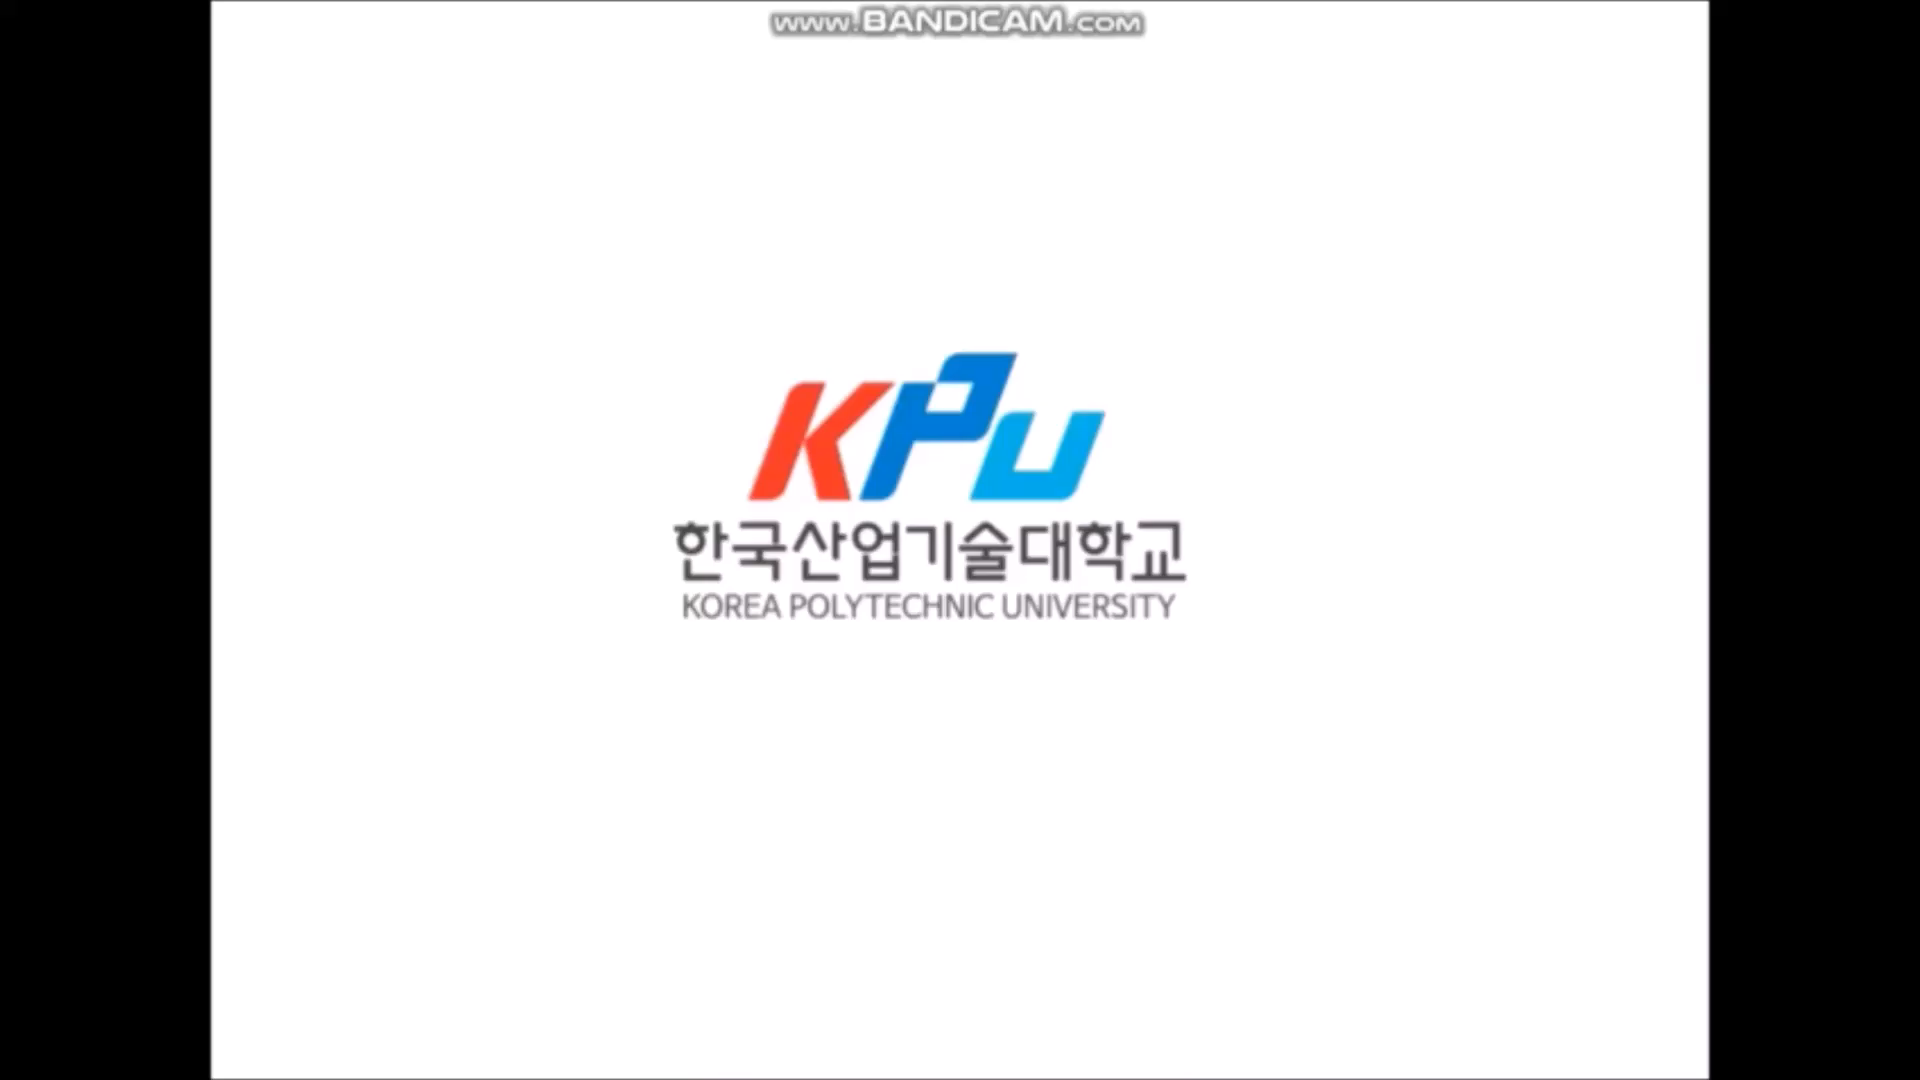 www.BANDICAM.com
KPU
한국산업기술대학교
KOREA POLYTECHNIC UNIVERSITY